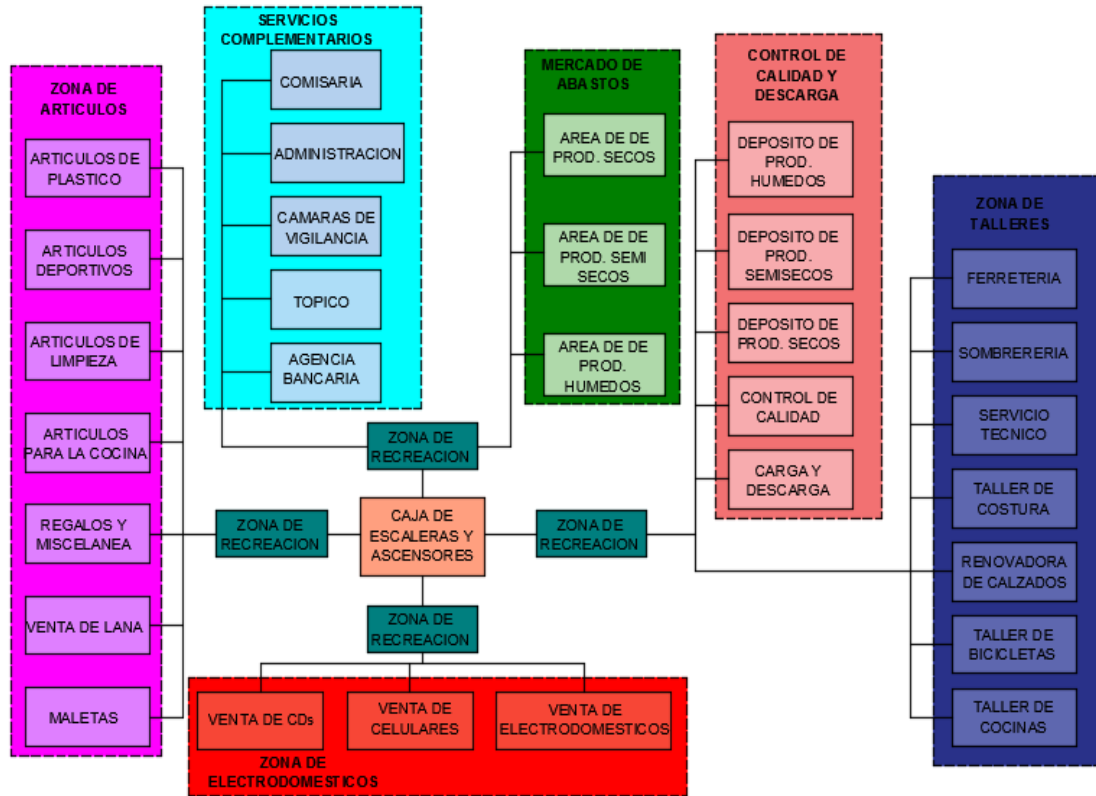 ZONA DE
ARTICULOS
ARTICULOS DE
PLASTICO
ARTICULOS
DEPORTIVOS
ARTICULOS DE
LIMPIEZA
ARTICULOS
PARA LA COCINA
REGALOS Y
MISCELANEA
VENTA DE LANA
MALETAS
SERVICIOS
COMPLEMENTARIOS
COMISARIA
ADMINISTRACION
CAMARAS DE
VIGILANCIA
TOPICO
AGENCIA
BANCARIA
MERCADO DE
ABASTOS
AREA DE DE
PROD. SECOS
AREA DE DE
PROD. SEMI
SECOS
AREA DE DE
PROD.
HUMEDOS
CONTROL DE
CALIDAD Y
DESCARGA
DEPOSITO DE
PROD.
HUMEDOS
DEPOSITO DE
PROD.
SEMISECOS
DEPOSITO DE
PROD. SECOS
CONTROL DE
CALIDAD
CARGA Y
DESCARGA
ZONA DE
TALLERES
FERRETERIA
SOMBRERERIA
SERVICIO
TECNICO
TALLER DE
COSTURA
RENOVADORA
DE CALZADOS
TALLER DE
BICICLETAS
TALLER DE
COCINAS
ZONA DE
RECREACION
ZONA DE
RECREACION
CAJA DE
ESCALERAS Y
ASCENSORES
ZONA DE
RECREACION
ZONA DE
RECREACION
VENTA DE CDs
VENTA DE
CELULARES
VENTA DE
ELECTRODOMESTICOS
ZONA DE
ELECTRODOMESTICOS